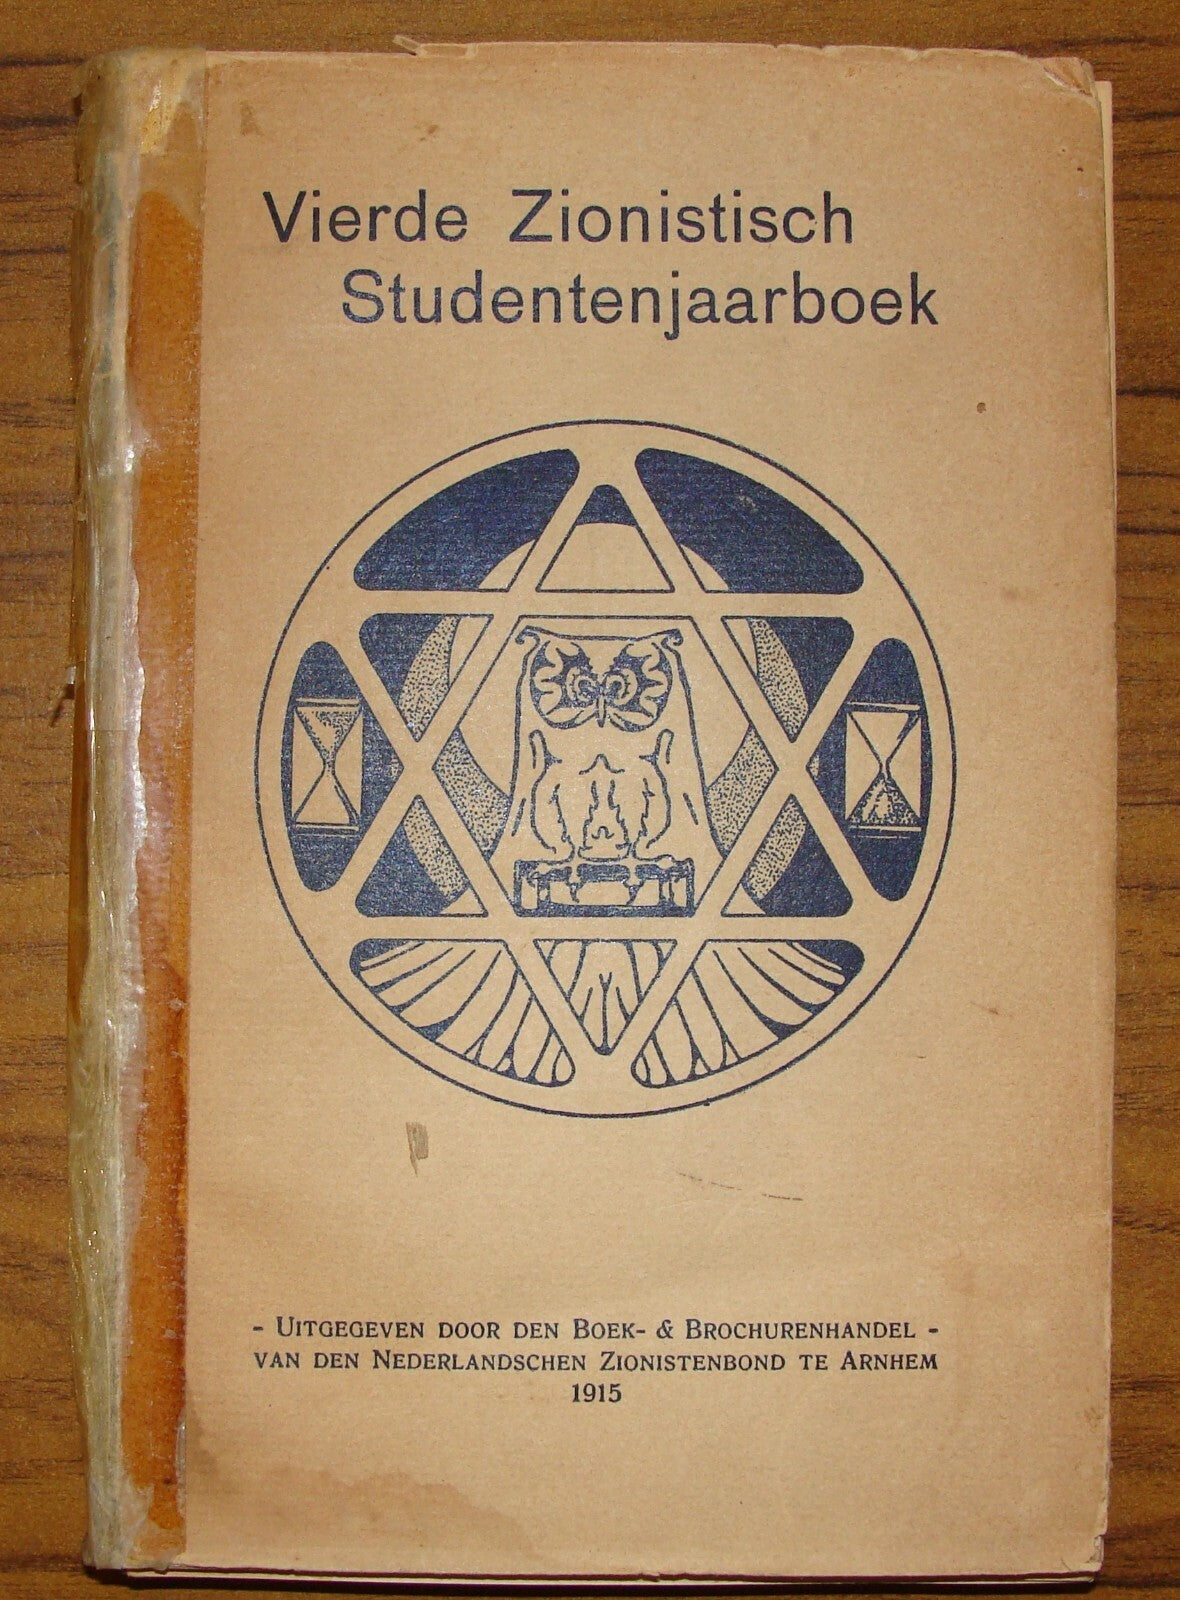 Vierde Zionistisch
Studentenjaarboek
- UITGEGEVEN DOOR DEN BOEK- & BROCHURENHANDEL -
VAN DEN NEDERLANDSCHEN ZIONISTENBOND TE ARNHEM
1915